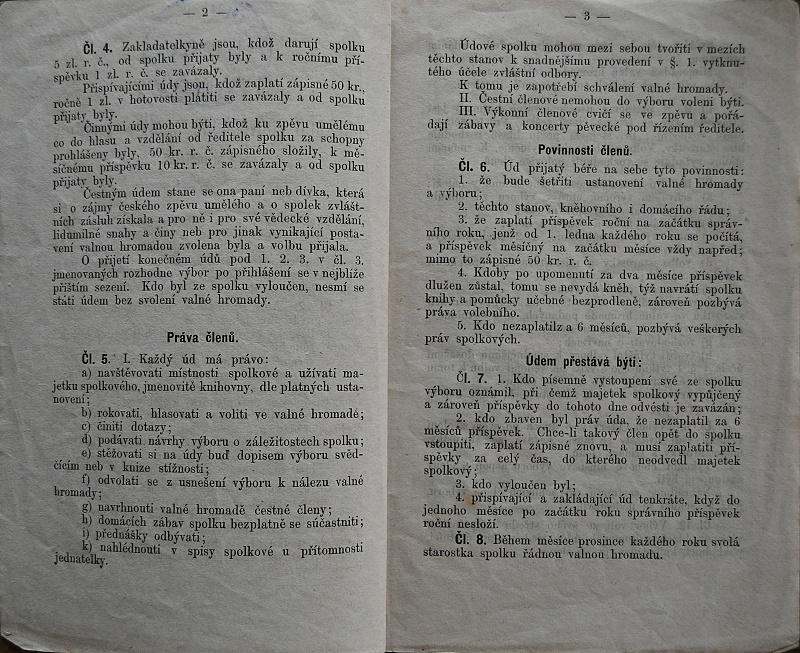 — 2 —
Čl. 4. Zakladatelkyně jsou, kdož darují spolku
5 zl. r. č., od spolku přijaty byly a k ročnímu pří-
spěvku 1 zl. r. č. se zavázaly.
Přispívajícími údy jsou, kdož zaplatí zápisné 50 kr.,
ročně 1 zl. v hotovosti platiti se zavázaly a od spolku
přijaty byly.
Činnými údy mohou býti, kdož ku zpěvu umělému
co do hlasu a vzdělání od ředitele spolku za schopny
prohlášeny byly, 50 kr. r. č. zápisného složily, k mě-
síčnému příspěvku 10 kr. r. č. se zavázaly a od spolku
přijaty byly.
Čestným údem stane se ona paní neb dívka, která
si o zájmy českého zpěvu umělého a o spolek zvlášt-
ních zásluh získala a pro ně i pro své vědecké vzdělání,
lidumilné snahy a činy neb pro jinak vynikající posta-
vení valnou hromadou zvolena byla a volbu přijala.
O přijetí konečném údů pod 1. 2. 3. v čl. 3.
jmenovaných rozhodne výbor po přihlášení se v nejblíže
příštím sezení. Kdo byl ze spolku vyloučen, nesmí se
státi údem bez svolení valné hromady.
Práva členů.
Čl. 5. I. Každý úd má právo:
a) navštěvovati místnosti spolkové a užívati ma-
jetku spolkového, jmenovitě knihovny, dle platných usta-
novení;
b) rokovati, hlasovati a voliti ve valné hromadě;
c) činiti dotazy;
d) podávati návrhy výboru o záležitostech spolku;
e) stěžovati si na údy buď dopisem výboru svěd-
čícím neb v knize stížností;
f) odvolati se z usnešení výboru k nálezu valné
hromady;
g) navrhnouti valné hromadě čestné členy;
h) domácích zábav spolku bezplatně se súčastniti;
i) přednášky odbývati;
k) nahlédnouti v spisy spolkové u přítomnosti
jednatelky.
— 3 —
Údové spolku mohou mezi sebou tvořiti v mezích
těchto stanov k snadnějšímu provedení v §. 1. vytknu-
tého účele zvláštní odbory.
K tomu je zapotřebí schválení valné hromady.
II. Čestní členové nemohou do výboru voleni býti.
III. Výkonní členové cvičí se ve zpěvu a pořá-
dají zábavy a koncerty pěvecké pod řízením ředitele.
Povinnosti členů.
Čl. 6. Úd přijatý béře na sebe tyto povinnosti:
1. že bude šetřiti ustanovení valné hromady
a výboru;
2. těchto stanov, kněhovního i domácího řádu;
3. že zaplatí příspěvek roční na začátku správ-
ního roku, jenž od 1. ledna každého roku se počítá,
a příspěvek měsíčný na začátku měsíce vždy napřed;
mimo to zápisné 50 kr. r. č.
4. Kdoby po upomenutí za dva měsíce příspěvek
dlužen zůstal, tomu se nevydá kněh, týž navrátí spolku
knihy a pomůcky učebné bezprodleně, zároveň pozbývá
práva volebního.
5. Kdo nezaplatil z a 6 měsíců, pozbývá veškerých
práv spolkových.
Údem přestává býti:
Čl. 7. 1. Kdo písemně vystoupení své ze spolku
výboru oznámil, při čemž majetek spolkový vypůjčený
a zároveň příspěvky do tohoto dne odvésti je zavázán;
2. kdo zbaven byl práv úda, že nezaplatil za 6
měsíců příspěvek. Chce-li takový člen opět do spolku
vstoupiti, zaplatí zápisné znovu, a musí zaplatiti pří-
spěvky za celý čas, do kterého neodvedl majetek
spolkový;
3. kdo vyloučen byl;
4. přispívající a zakládající úd tenkráte, když do
jednoho měsíce po začátku roku správního příspěvek
roční nesloží.
Čl. 8. Během měsíce prosince každého roku svolá
starostka spolku řádnou valnou hromadu.